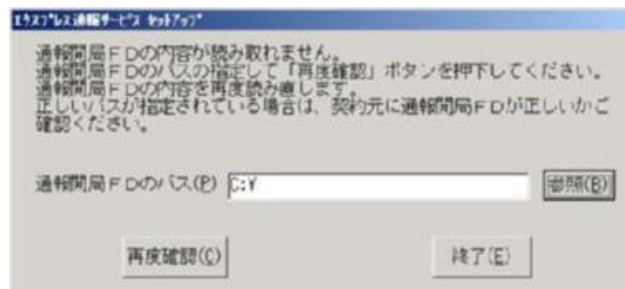 エクスプレス通報サービス セットアップ
通報開局ＦＤの内容が読み取れません。
通報開局ＦＤのパスの指定して「再度確認」ボタンを押下してください。
通報開局ＦＤの内容を再度読み直します。
正しいパスが指定されている場合は、契約元に通報開局ＦＤが正しいかご
確認ください。
通報開局ＦＤのパス(P) C:¥ 参照(B)
再度確認(C) 終了(E)